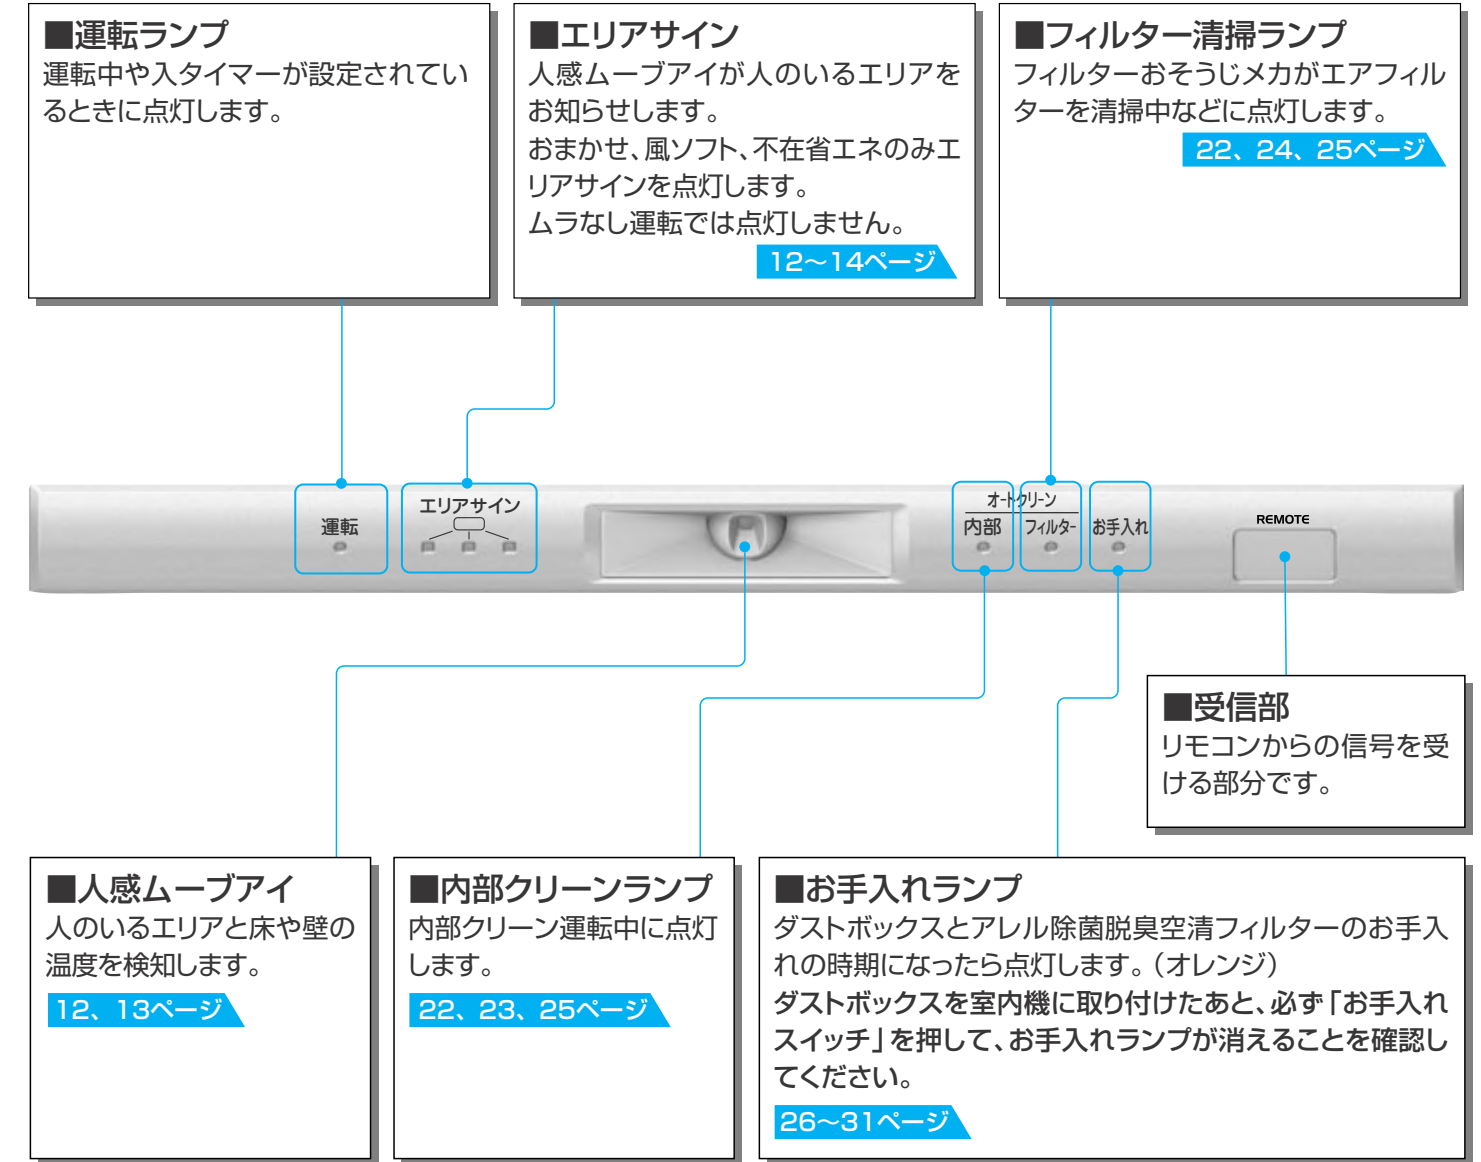 ■運転ランプ
運転中や入タイマーが設定されてい
るときに点灯します。
■エリアサイン
人感ムーブアイが人のいるエリアを
お知らせします。
おまかせ、風ソフト、不在省エネのみエ
リアサインを点灯します。
ムラなし運転では点灯しません。
12～14ページ
■フィルター清掃ランプ
フィルターおそうじメカがエアフィル
ターを清掃中などに点灯します。
22、24、25ページ
運転
エリアサイン
オートクリーン
内部
フィルター
お手入れ
REMOTE
■受信部
リモコンからの信号を受
ける部分です。
■人感ムーブアイ
人のいるエリアと床や壁の
温度を検知します。
12、13ページ
■内部クリーンランプ
内部クリーン運転中に点灯
します。
22、23、25ページ
■お手入れランプ
ダストボックスとアレル除菌脱臭空清フィルターのお手入
れの時期になったら点灯します。（オレンジ）
ダストボックスを室内機に取り付けたあと、必ず「お手入れ
スイッチ」を押して、お手入れランプが消えることを確認し
てください。
26～31ページ